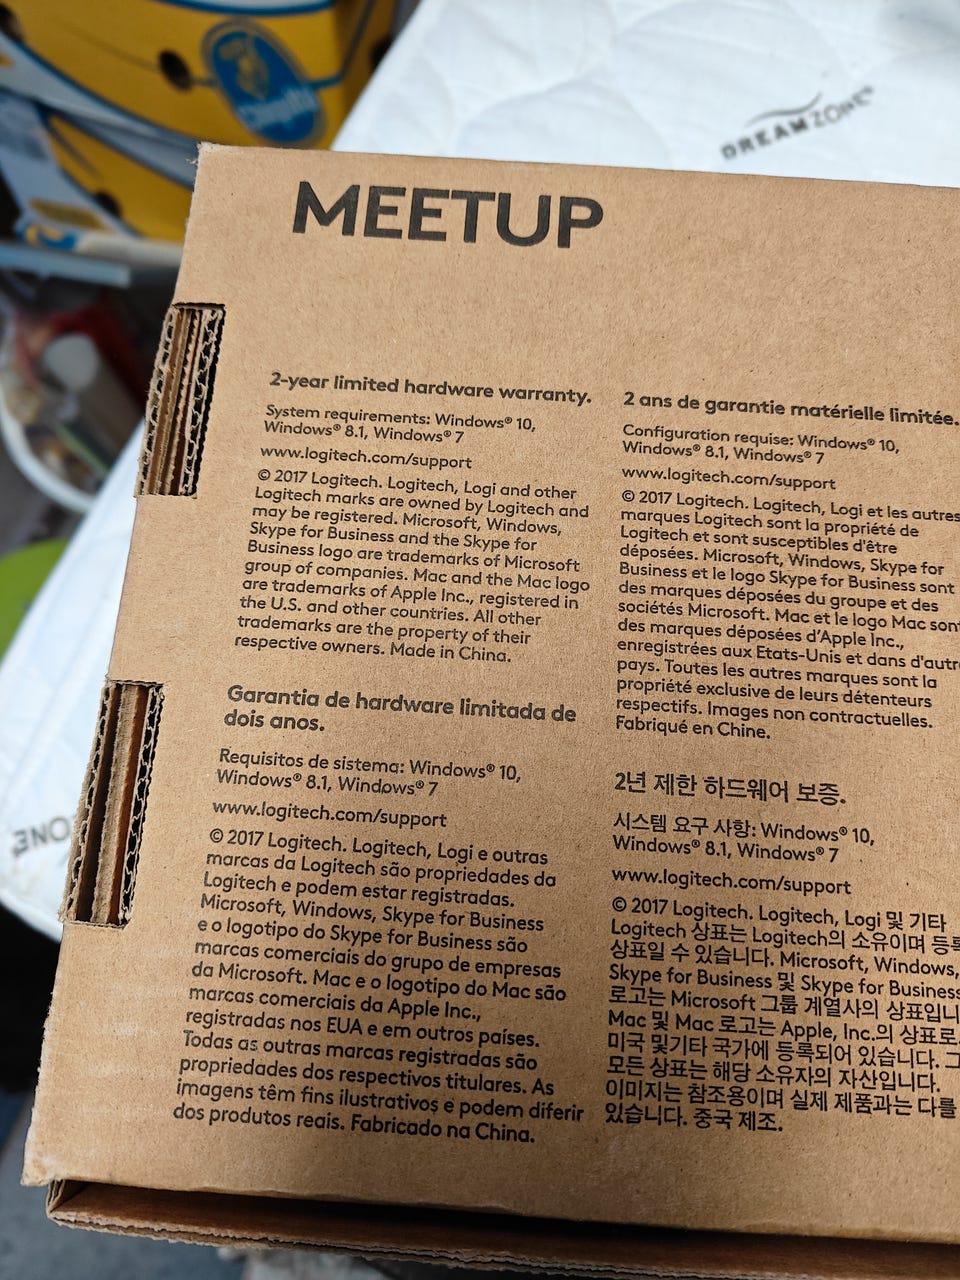 DREAMZONE
MEETUP
2-year limited hardware warranty.
System requirements: Windows® 10,
Windows® 8.1, Windows® 7
www.logitech.com/support
© 2017 Logitech. Logitech, Logi and other
Logitech marks are owned by Logitech and
may be registered. Microsoft, Windows,
Skype for Business and the Skype for
Business logo are trademarks of Microsoft
group of companies. Mac and the Mac logo
are trademarks of Apple Inc., registered in
the U.S. and other countries. All other
trademarks are the property of their
respective owners. Made in China.
Garantia de hardware limitada de
dois anos.
Requisitos de sistema: Windows® 10,
Windows® 8.1, Windows® 7
www.logitech.com/support
© 2017 Logitech. Logitech, Logi e outras
marcas da Logitech são propriedades da
Logitech e podem estar registradas.
Microsoft, Windows, Skype for Business
e o logotipo do Skype for Business são
marcas comerciais do grupo de empresas
da Microsoft. Mac e o logotipo do Mac são
marcas comerciais da Apple Inc.,
registradas nos EUA e em outros países.
Todas as outras marcas registradas são
propriedades dos respectivos titulares. As
imagens têm fins ilustrativos e podem diferir
dos produtos reais. Fabricado na China.
2 ans de garantie matérielle limitée.
Configuration requise: Windows® 10,
Windows® 8.1, Windows® 7
www.logitech.com/support
© 2017 Logitech. Logitech, Logi et les autres
marques Logitech sont la propriété de
Logitech et sont susceptibles d'être
déposées. Microsoft, Windows, Skype for
Business et le logo Skype for Business sont
des marques déposées du groupe et des
sociétés Microsoft. Mac et le logo Mac sont
des marques déposées d'Apple Inc.,
enregistrées aux Etats-Unis et dans d'autre
pays. Toutes les autres marques sont la
propriété exclusive de leurs détenteurs
respectifs. Images non contractuelles.
Fabriqué en Chine.
2년 제한 하드웨어 보증.
시스템 요구 사항: Windows® 10,
Windows® 8.1, Windows® 7
www.logitech.com/support
© 2017 Logitech. Logitech, Logi 및 기타
Logitech 상표는 Logitech의 소유이며 등록
상표일 수 있습니다. Microsoft, Windows,
Skype for Business 및 Skype for Business
로고는 Microsoft 그룹 계열사의 상표입니
Mac 및 Mac 로고는 Apple, Inc.의 상표로
미국 및기타 국가에 등록되어 있습니다. 그
모든 상표는 해당 소유자의 자산입니다.
이미지는 참조용이며 실제 제품과는 다를
있습니다. 중국 제조.